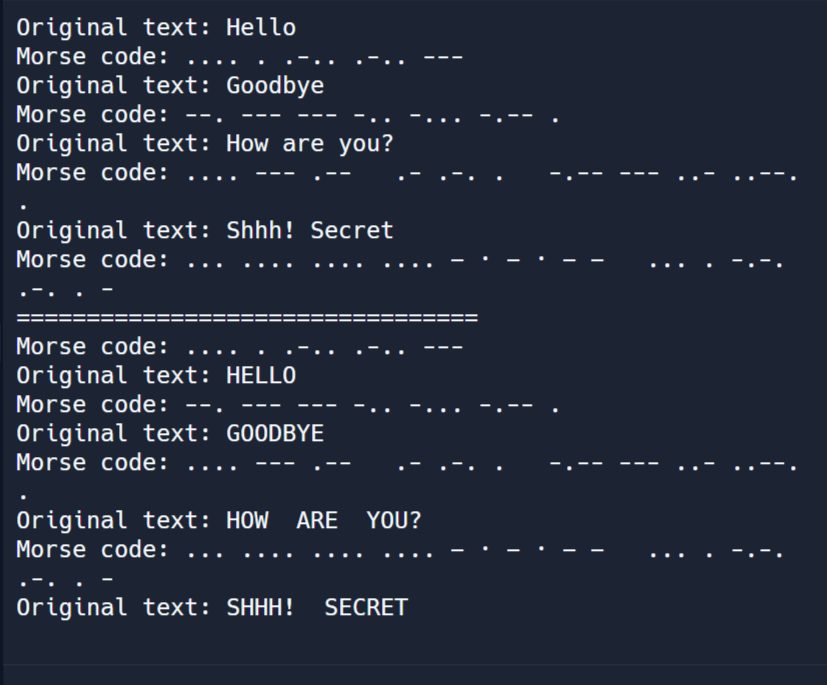 Original text: Hello
Morse code: .... . .-.. .-.. ---
Original text: Goodbye
Morse code: --. --- --- -.. -... -.-- .
Original text: How are you?
Morse code: .... --- .--   .- .-. .   -.-- --- ..- ..--.
.
Original text: Shhh! Secret
Morse code: ... .... .... .... − · − · − −   ... . -.-.
.-. . -
=================================
Morse code: .... . .-.. .-.. ---
Original text: HELLO
Morse code: --. --- --- -.. -... -.-- .
Original text: GOODBYE
Morse code: .... --- .--   .- .-. .   -.-- --- ..- ..--.
.
Original text: HOW  ARE  YOU?
Morse code: ... .... .... .... − · − · − −   ... . -.-.
.-. . -
Original text: SHHH!  SECRET